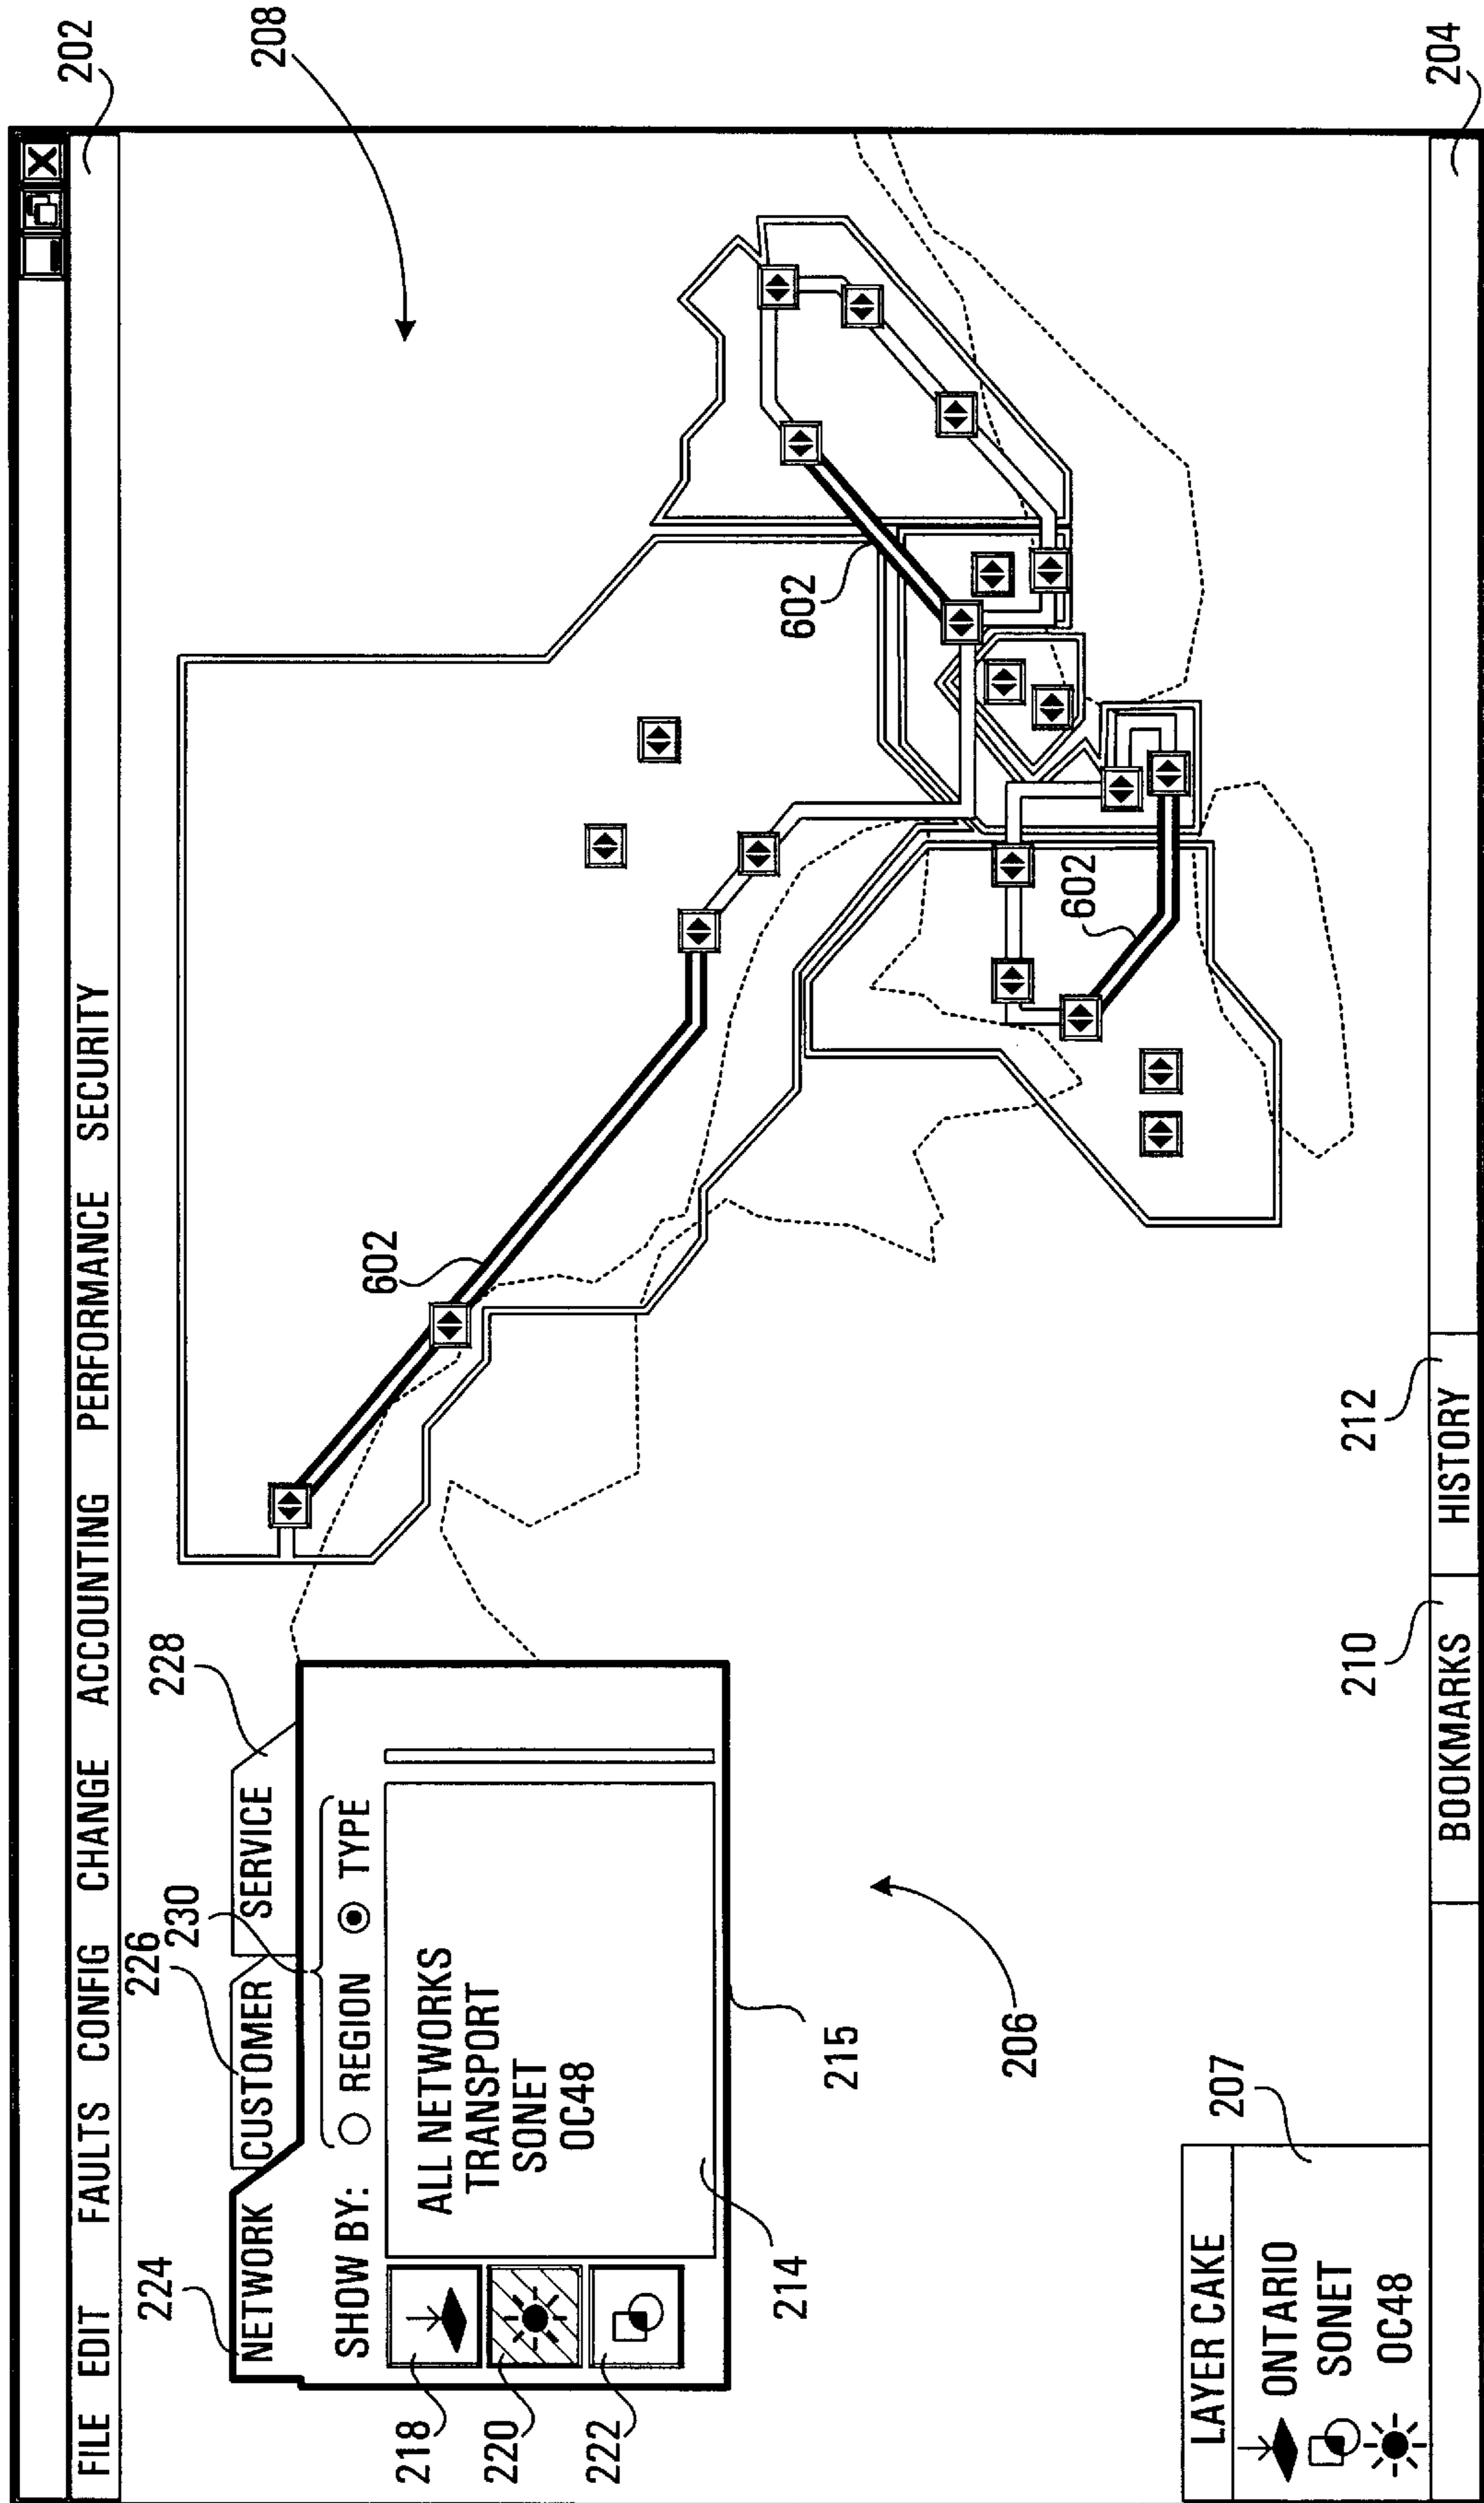 202
FILE EDIT FAULTS CONFIG CHANGE ACCOUNTING PERFORMANCE SECURITY
208
224
226
230
228
NETWORK CUSTOMER SERVICE
SHOW BY: REGION TYPE
218
220
222
ALL NETWORKS
TRANSPORT
SONET
OC48
214
215
206
602
602
602
207
LAYER CAKE
ONTARIO
SONET
OC48
210
212
BOOKMARKS HISTORY
204